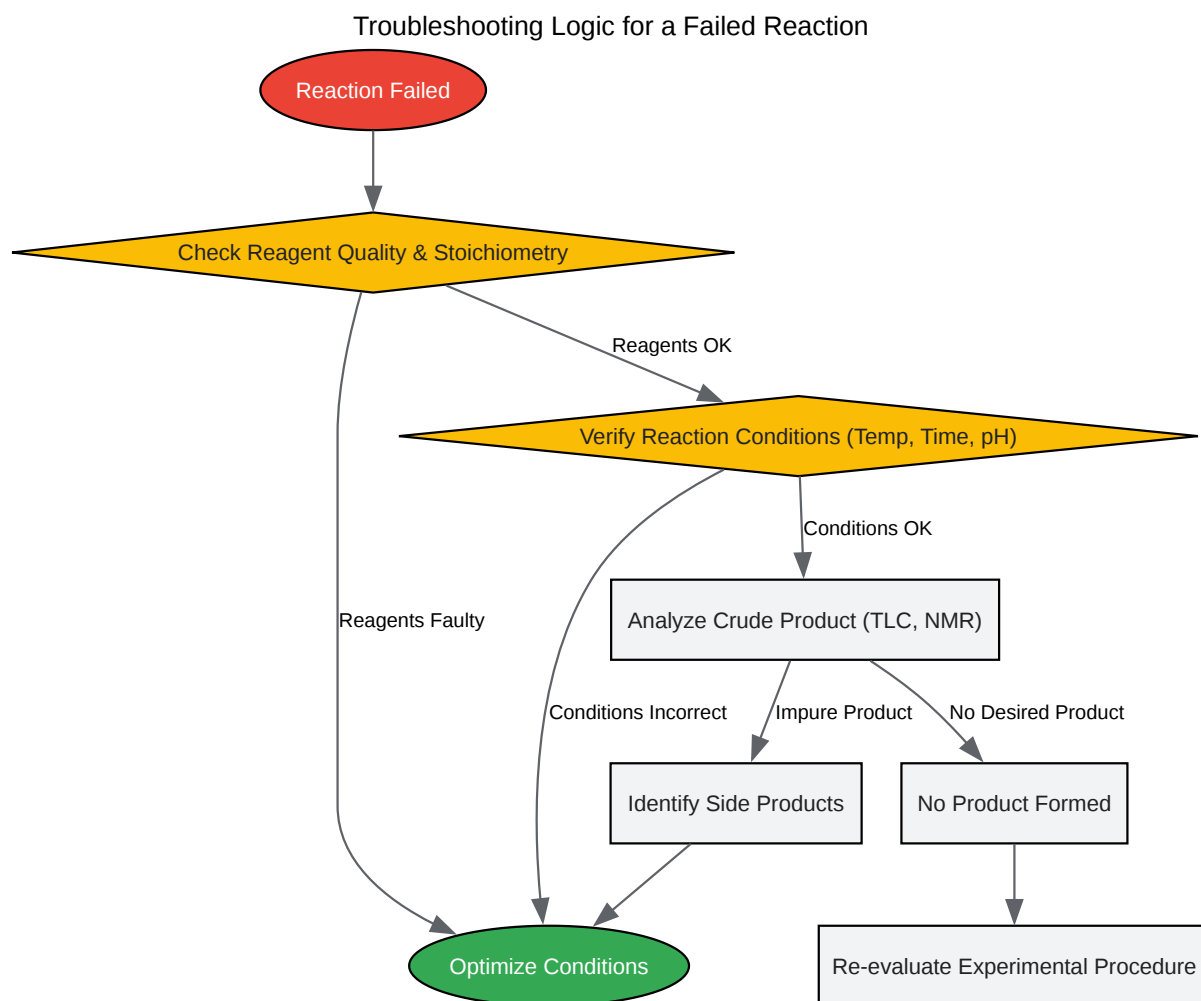 Troubleshooting Logic for a Failed Reaction
Reaction Failed
Check Reagent Quality & Stoichiometry
Reagents OK
Verify Reaction Conditions (Temp, Time, pH)
Conditions OK
Reagents Faulty
Analyze Crude Product (TLC, NMR)
Conditions Incorrect
Impure Product
No Desired Product
Identify Side Products
No Product Formed
Optimize Conditions
Re-evaluate Experimental Procedure